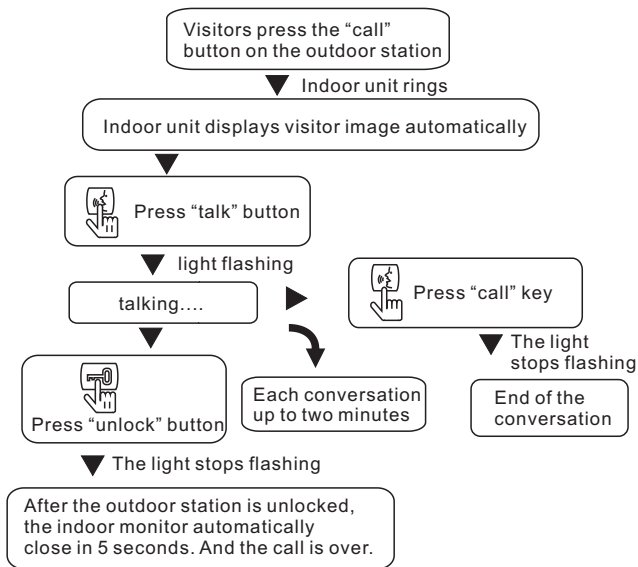 Visitors press the “call”
button on the outdoor station
Indoor unit rings
Indoor unit displays visitor image automatically
Press “talk” button
light flashing
talking....
Press “call” key
The light
stops flashing
End of the
conversation
Each conversation
up to two minutes
Press “unlock” button
The light stops flashing
After the outdoor station is unlocked,
the indoor monitor automatically
close in 5 seconds. And the call is over.